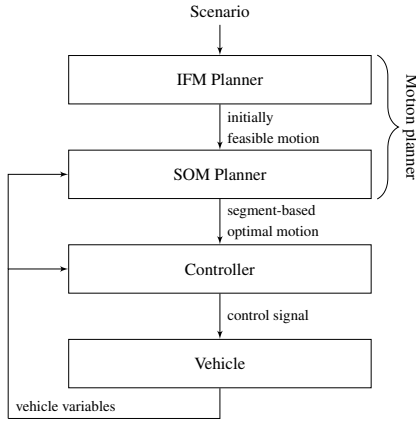 Scenario
IFM Planner
Motion planner
initially
feasible motion
SOM Planner
segment-based
optimal motion
Controller
control signal
Vehicle
vehicle variables